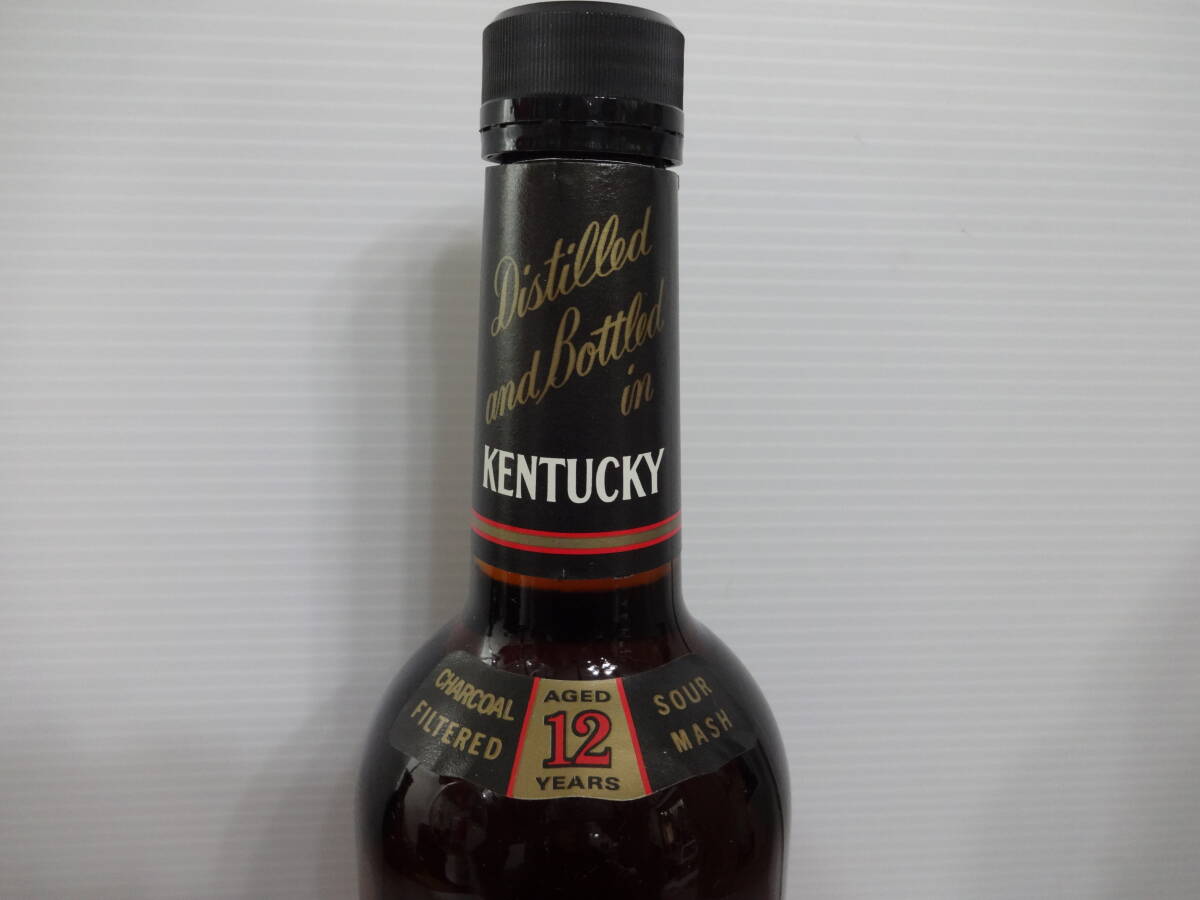 Distilled
and Bottled
in
KENTUCKY
CHARCOAL
FILTERED
AGED
12
YEARS
SOUR
MASH